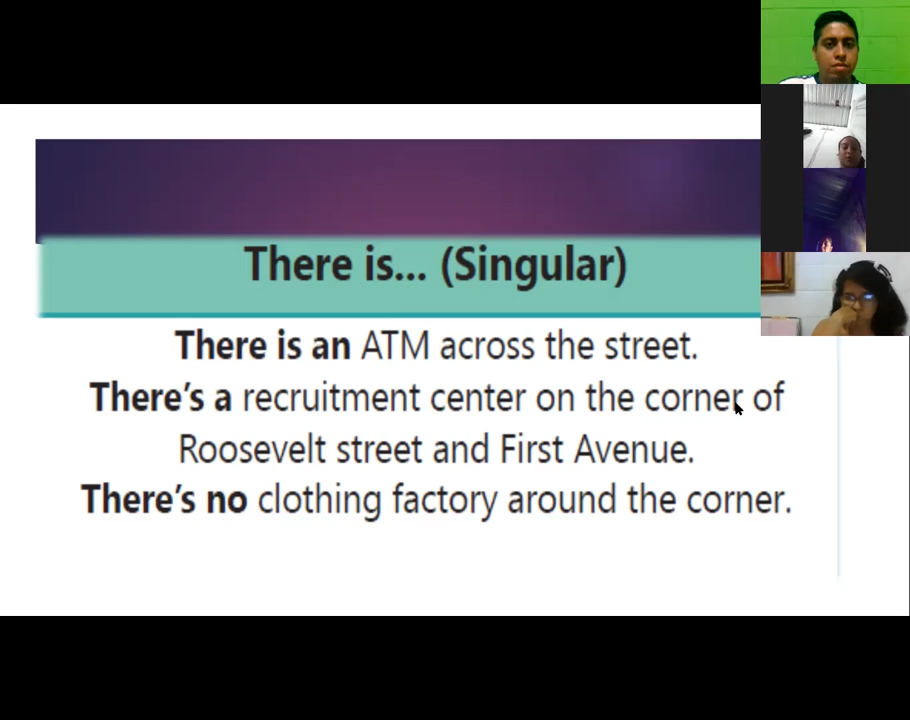 There is... (Singular)
There is an ATM across the street.
There's a recruitment center on the corner of
Roosevelt street and First Avenue.
There's no clothing factory around the corner.